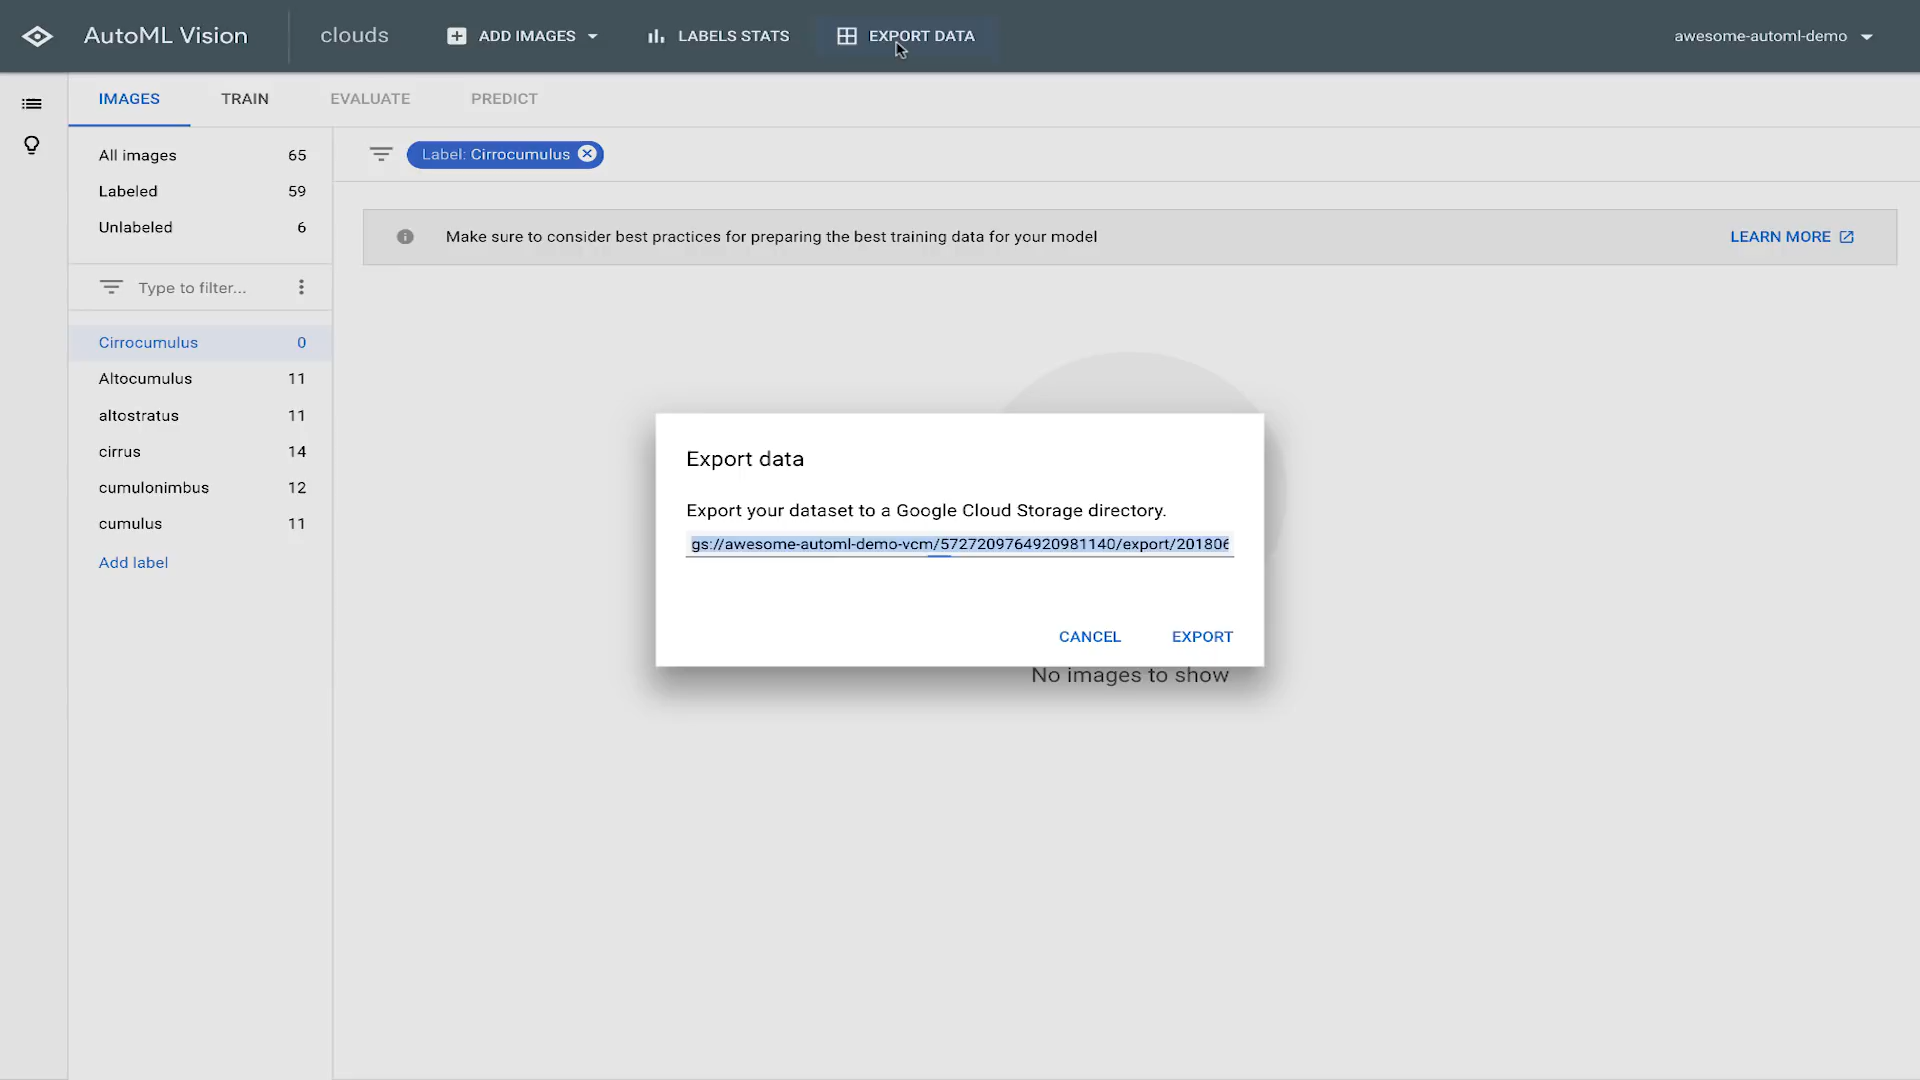 AutoML Vision
clouds
ADD IMAGES
LABELS STATS
EXPORT DATA
awesome-automl-demo
IMAGES
TRAIN
EVALUATE
PREDICT
All images 65
Labeled 59
Unlabeled 6
Type to filter...
Cirrocumulus 0
Altocumulus 11
altostratus 11
cirrus 14
cumulonimbus 12
cumulus 11
Add label
Label: Cirrocumulus
Make sure to consider best practices for preparing the best training data for your model
LEARN MORE
Export data
Export your dataset to a Google Cloud Storage directory.
gs://awesome-automl-demo-vcm/5727209764920981140/export/201806
CANCEL
EXPORT
No images to show